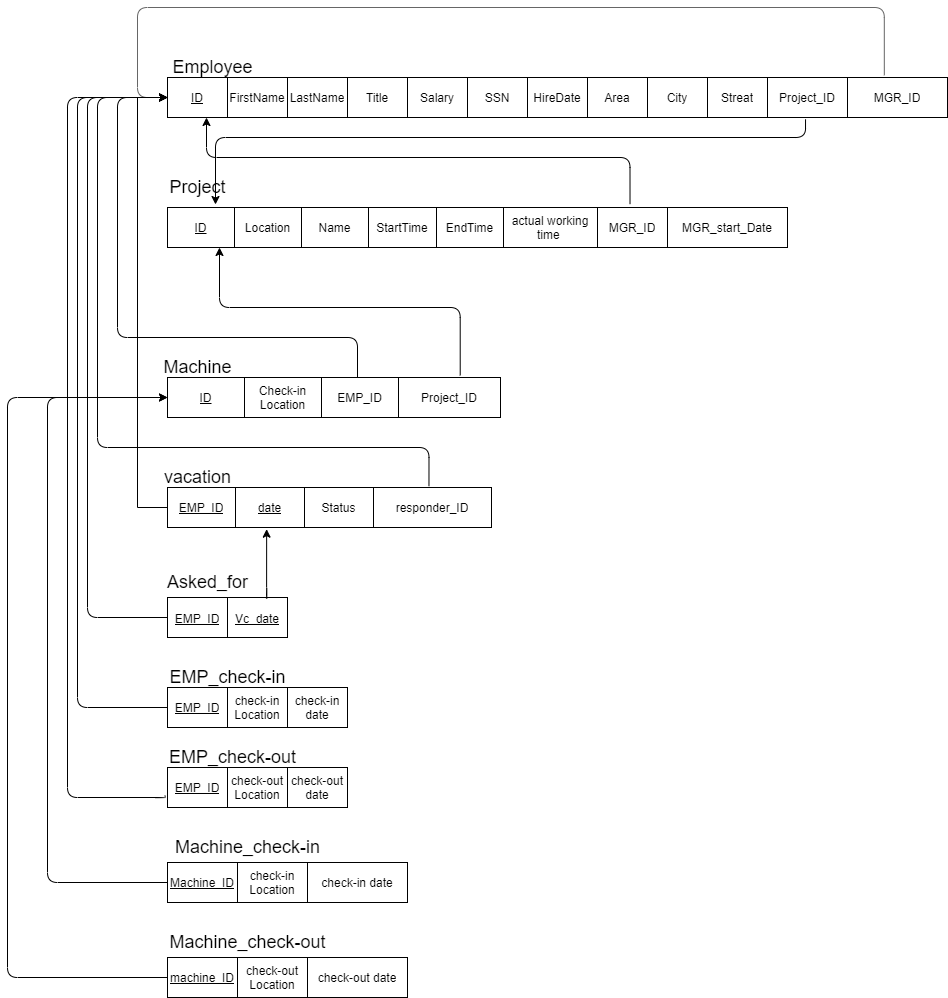 Employee
ID FirstName LastName Title Salary SSN HireDate Area City Streat Project_ID MGR_ID
Project
ID Location Name StartTime EndTime actual working time MGR_ID MGR_start_Date
Machine
ID Check-in Location EMP_ID Project_ID
vacation
EMP_ID date Status responder_ID
Asked_for
EMP_ID Vc_date
EMP_check-in
EMP_ID check-in Location check-in date
EMP_check-out
EMP_ID check-out Location check-out date
Machine_check-in
Machine_ID check-in Location check-in date
Machine_check-out
machine_ID check-out Location check-out date